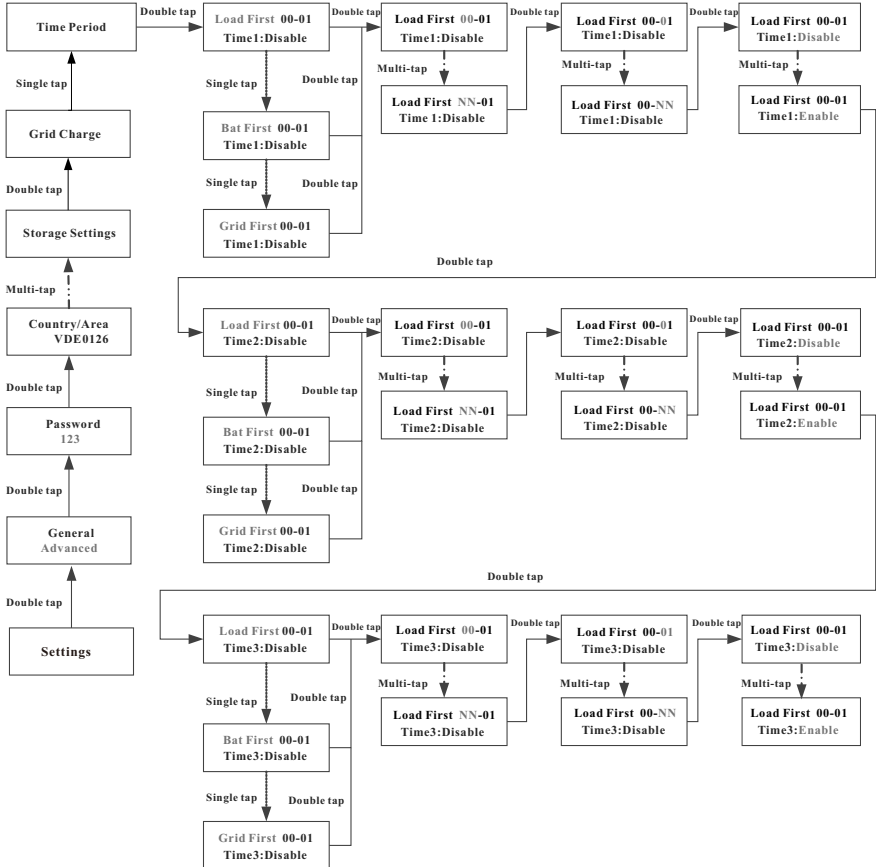 Time Period
Double tap
Load First 00-01
Time1:Disable
Double tap
Load First 00-01
Time1:Disable
Double tap
Load First 00-01
Time1:Disable
Double tap
Load First 00-01
Time1:Disable
Single tap
Single tap
Double tap
Multi-tap
Multi-tap
Multi-tap
Load First NN-01
Time 1:Disable
Load First 00-NN
Time1:Disable
Load First 00-01
Time1:Enable
Grid Charge
Bat First 00-01
Time1:Disable
Double tap
Single tap
Double tap
Storage Settings
Grid First 00-01
Time1:Disable
Double tap
Multi-tap
Country/Area
VDE0126
Load First 00-01
Time2:Disable
Double tap
Load First 00-01
Time2:Disable
Load First 00-01
Time2:Disable
Double tap
Load First 00-01
Time2:Disable
Double tap
Single tap
Double tap
Multi-tap
Multi-tap
Multi-tap
Load First NN-01
Time2:Disable
Load First 00-NN
Time2:Disable
Load First 00-01
Time2:Enable
Password
123
Bat First 00-01
Time2:Disable
Double tap
Single tap
Double tap
General
Advanced
Grid First 00-01
Time2:Disable
Double tap
Double tap
Settings
Load First 00-01
Time3:Disable
Double tap
Load First 00-01
Time3:Disable
Double tap
Load First 00-01
Time3:Disable
Double tap
Load First 00-01
Time3:Disable
Single tap
Double tap
Multi-tap
Multi-tap
Multi-tap
Load First NN-01
Time3:Disable
Load First 00-NN
Time3:Disable
Load First 00-01
Time3:Enable
Bat First 00-01
Time3:Disable
Single tap
Double tap
Grid First 00-01
Time3:Disable